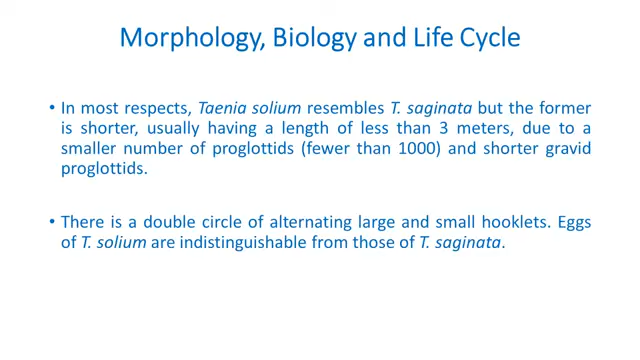 Morphology, Biology and Life Cycle
• In most respects, Taenia solium resembles T. saginata but the former
is shorter, usually having a length of less than 3 meters, due to a
smaller number of proglottids (fewer than 1000) and shorter gravid
proglottids.
• There is a double circle of alternating large and small hooklets. Eggs
of T. solium are indistinguishable from those of T. saginata.